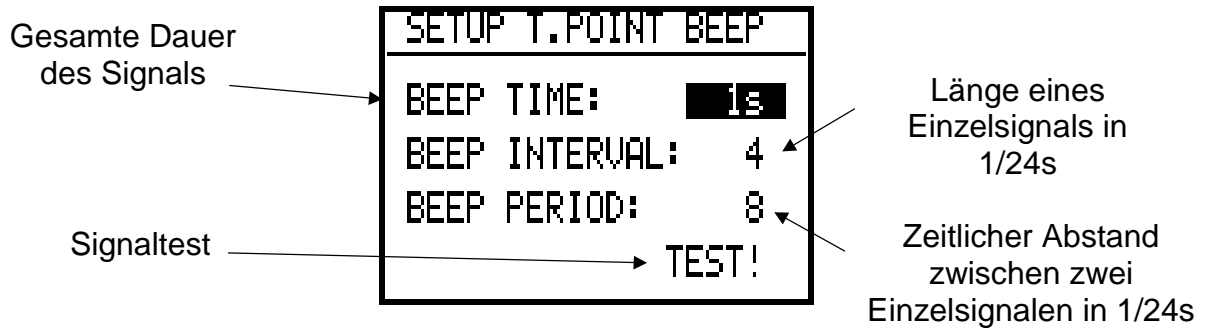 Gesamte Dauer
des Signals
SETUP T.POINT BEEP
BEEP TIME: 1s
BEEP INTERVAL: 4
BEEP PERIOD: 8
TEST!
Signaltest
Länge eines
Einzelsignals in
1/24s
Zeitlicher Abstand
zwischen zwei
Einzelsignalen in 1/24s